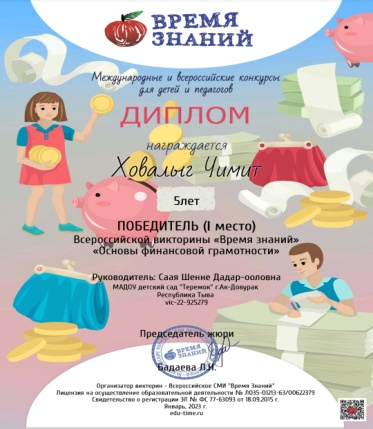 ВРЕМЯ
ЗНАНИЙ
Международные и всероссийские конкурсы
для детей и педагогов
ДИПЛОМ
награждается
Ховалыг Чимит
5лет
ПОБЕДИТЕЛЬ (I место)
Всероссийской викторины «Время знаний»
«Основы финансовой грамотности»
Руководитель: Саая Шенне Дадар-ооловна
МАДОУ детский сад "Теремок" г.Ак-Довурак
Республика Тыва
vic-22-925279
Председатель жюри
ВРЕМЯ
ЗНАНИЙ
Бадаева Л.Н.
Организатор викторин - Всероссийское СМИ "Время Знаний"
Лицензия на осуществление образовательной деятельности № Л035-01213-63/00622379
Свидетельство о регистрации ЭЛ № ФС 77-63093 от 18.09.2015 г.
Январь, 2023 г.
edu-time.ru